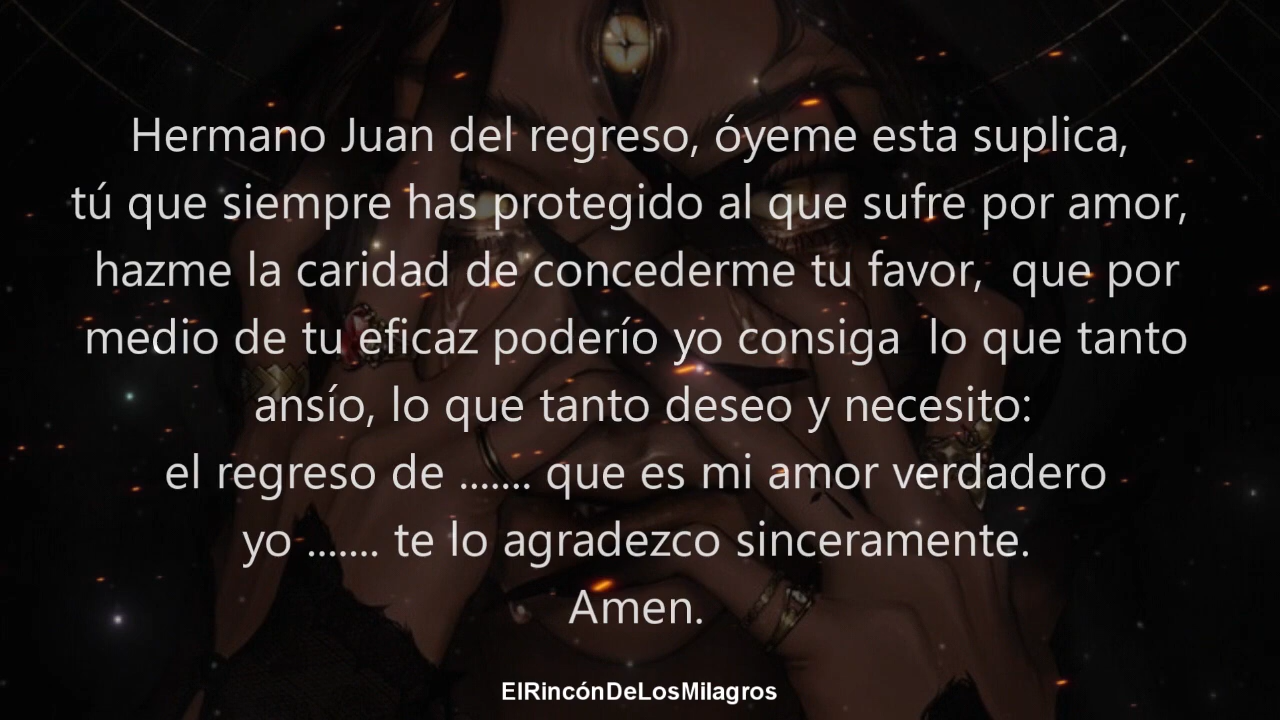 Hermano Juan del regreso, óyeme esta suplica,
tú que siempre has protegido al que sufre por amor,
hazme la caridad de concederme tu favor, que por
medio de tu eficaz poderío yo consiga lo que tanto
ansío, lo que tanto deseo y necesito:
el regreso de ....... que es mi amor verdadero
yo ....... te lo agradezco sinceramente.
Amen.
ElRincónDeLosMilagros